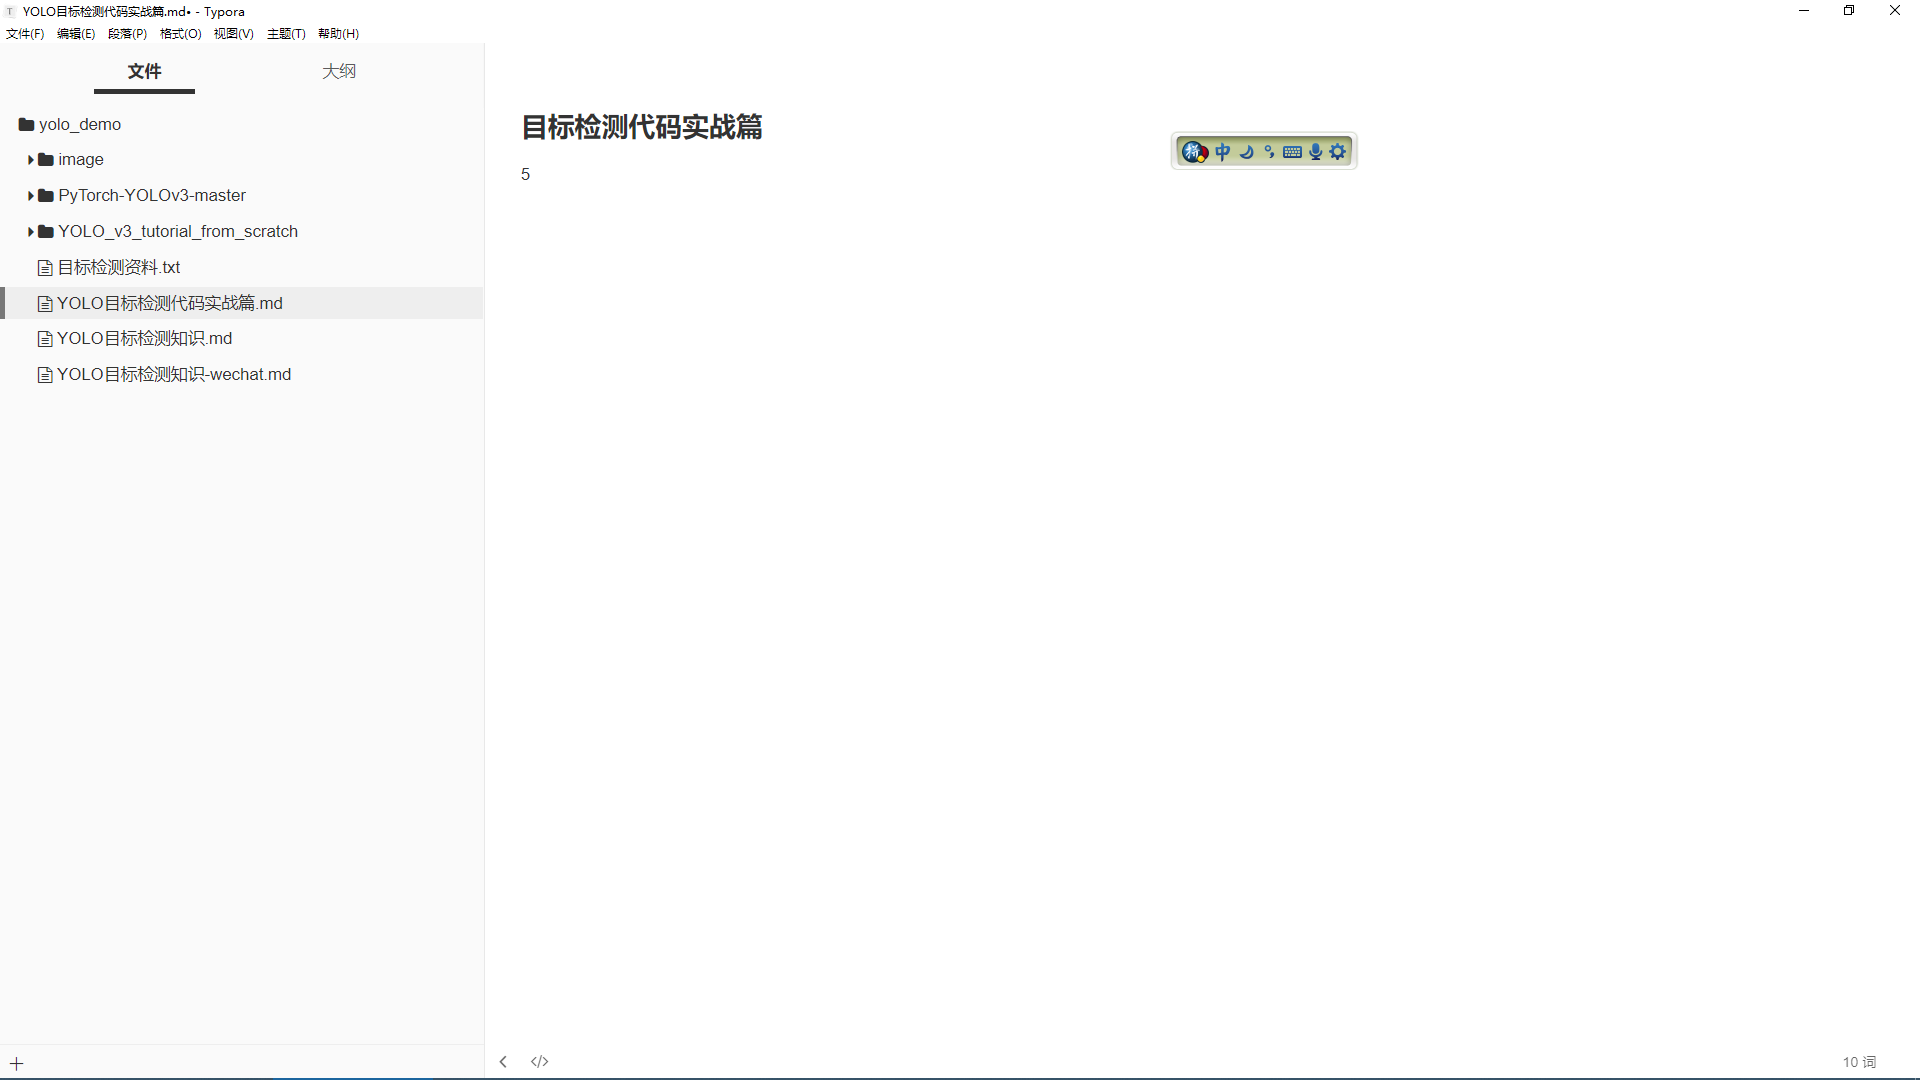 YOLO目标检测代码实战篇.md• - Typora
文件(F) 编辑(E) 段落(P) 格式(O) 视图(V) 主题(T) 帮助(H)
文件 大纲
yolo_demo
image
PyTorch-YOLOv3-master
YOLO_v3_tutorial_from_scratch
目标检测资料.txt
YOLO目标检测代码实战篇.md
YOLO目标检测知识.md
YOLO目标检测知识-wechat.md
目标检测代码实战篇
中
5
10 词